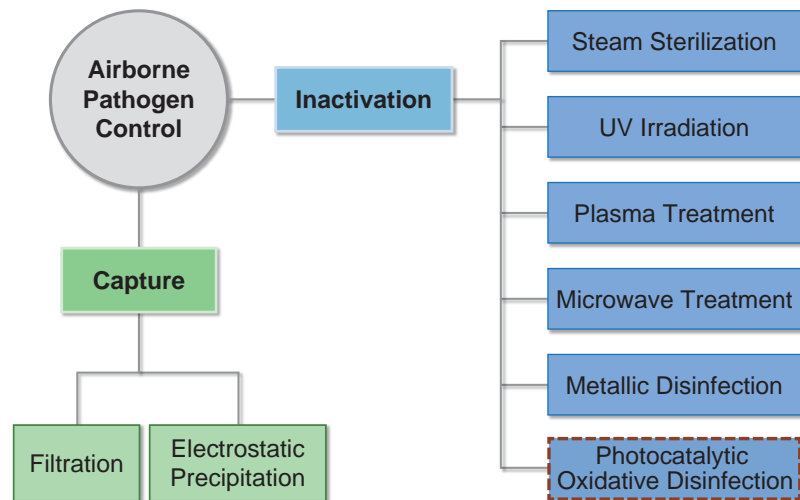 Airborne
Pathogen
Control
Inactivation
Steam Sterilization
UV Irradiation
Plasma Treatment
Microwave Treatment
Metallic Disinfection
Photocatalytic
Oxidative Disinfection
Capture
Filtration
Electrostatic
Precipitation